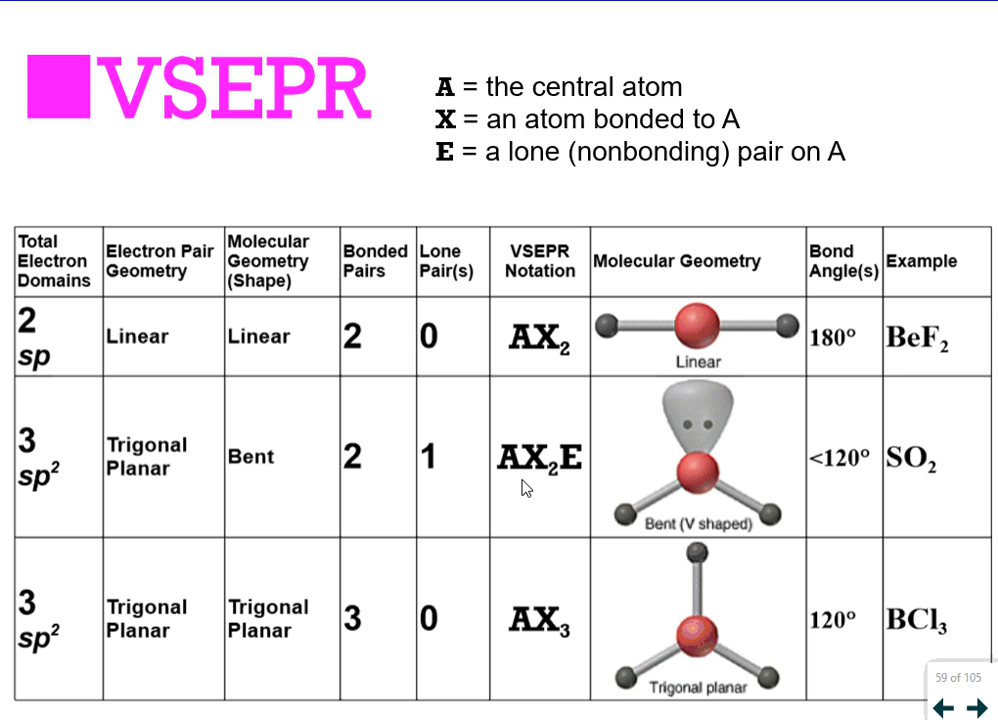 VSEPR
A = the central atom
X = an atom bonded to A
E = a lone (nonbonding) pair on A
Total Electron Domains
Electron Pair Geometry
Molecular Geometry (Shape)
Bonded Pairs
Lone Pair(s)
VSEPR Notation
Molecular Geometry
Bond Angle(s)
Example
2
sp
Linear
Linear
2
0
AX₂
Linear
180°
BeF₂
3
sp²
Trigonal
Planar
Bent
2
1
AX₂E
Bent (V shaped)
<120°
SO₂
3
sp²
Trigonal
Planar
Trigonal
Planar
3
0
AX₃
Trigonal planar
120°
BCl₃
59 of 105